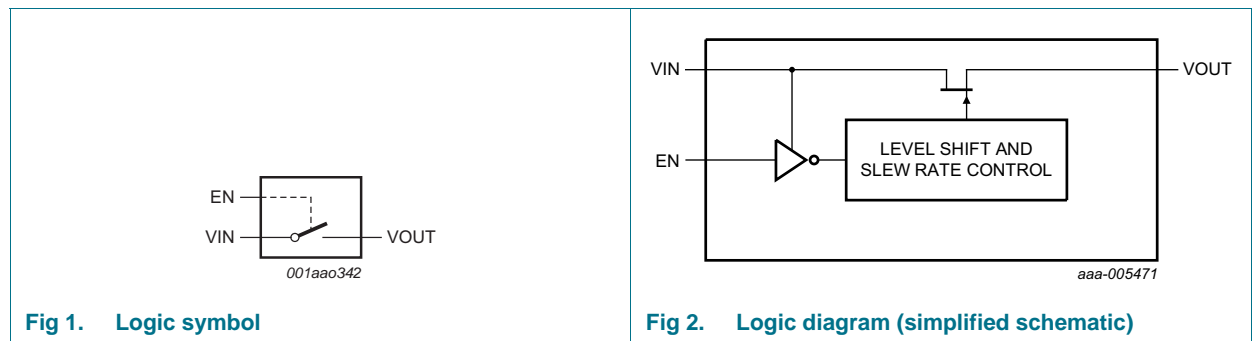 EN
VIN
VOUT
001aao342
Fig 1. Logic symbol
VIN
VOUT
EN
LEVEL SHIFT AND
SLEW RATE CONTROL
aaa-005471
Fig 2. Logic diagram (simplified schematic)